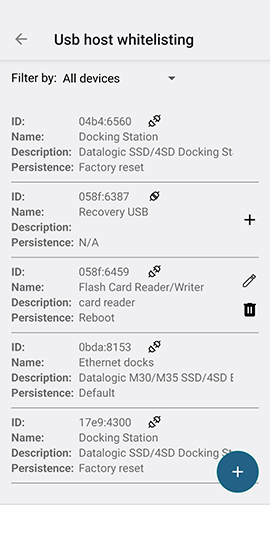 Usb host whitelisting
Filter by: All devices
ID: 04b4:6560
Name: Docking Station
Description: Datalogic SSD/4SD Docking St
Persistence: Factory reset
ID: 058f:6387
Name: Recovery USB
Description:
Persistence: N/A
ID: 058f:6459
Name: Flash Card Reader/Writer
Description: card reader
Persistence: Reboot
ID: 0bda:8153
Name: Ethernet docks
Description: Datalogic M30/M35 SSD/4SD E
Persistence: Default
ID: 17e9:4300
Name: Docking Station
Description: Datalogic SSD/4SD Docking St
Persistence: Factory reset